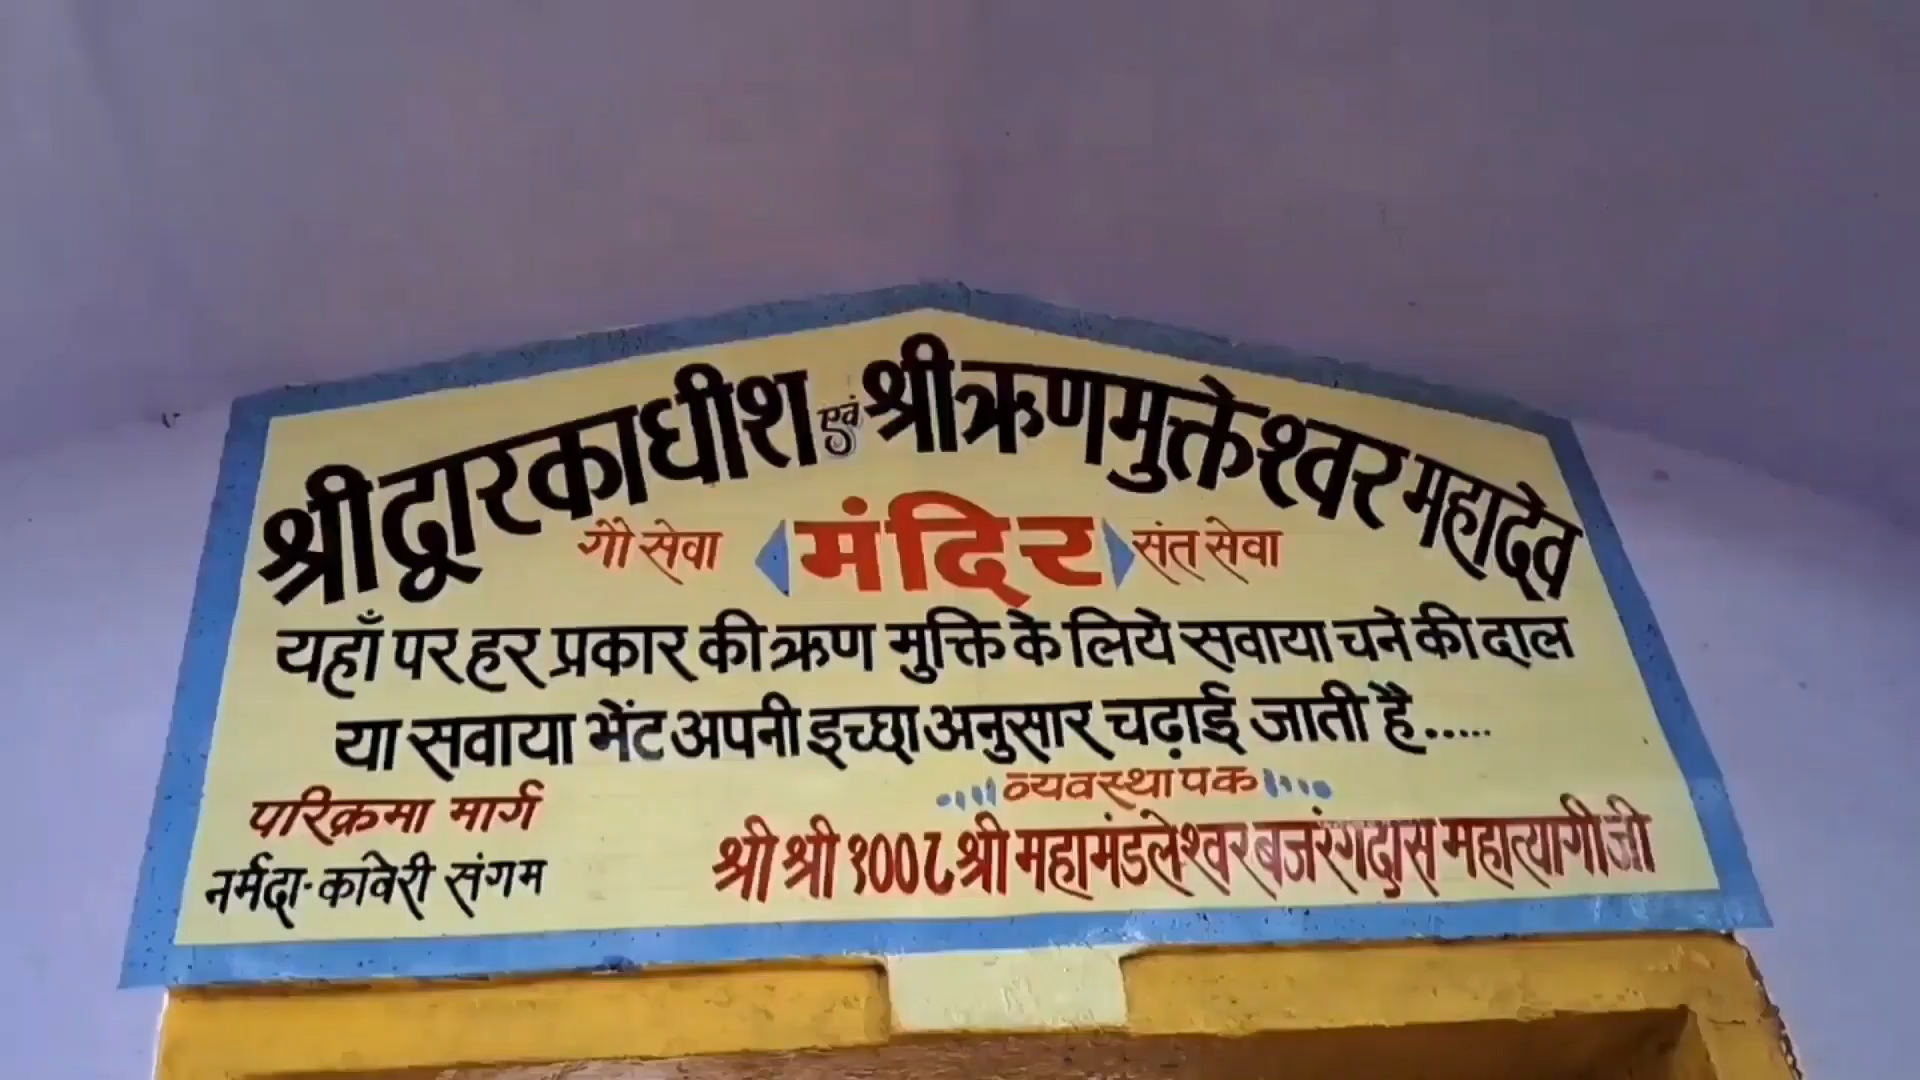 श्री द्वारकाधीश एवं श्री ऋणमुक्तेश्वर महादेव
गौ सेवा मंदिर संत सेवा
यहाँ पर हर प्रकार की ऋण मुक्ति के लिये सवाया चने की दाल
या सवाया भेंट अपनी इच्छा अनुसार चढ़ाई जाती है.....
व्यवस्थापक
परिक्रमा मार्ग
श्री श्री १००८ श्री महामंडलेश्वर बजरंगदास महात्यागी जी
नर्मदा-कावेरी संगम